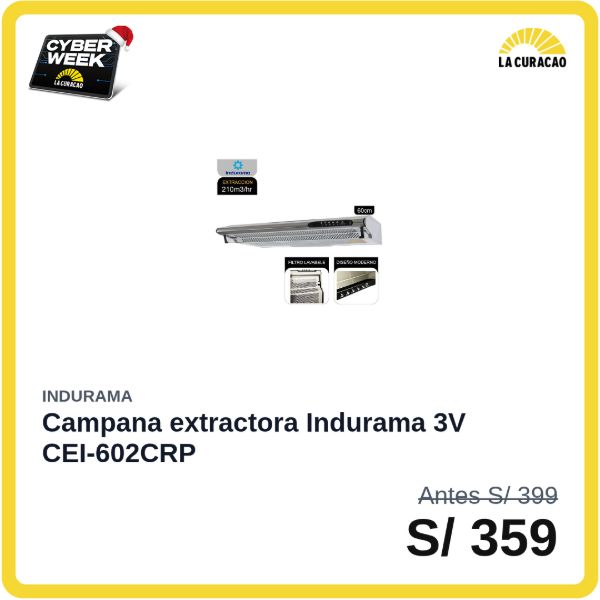 CYBER
WEEK
LA CURACAO
LA CURACAO
indurama
EXTRACCION
210m3/hr
60cm
FILTRO LAVABLE
DISEÑO MODERNO
INDURAMA
Campana extractora Indurama 3V
CEI-602CRP
Antes S/ 399
S/ 359